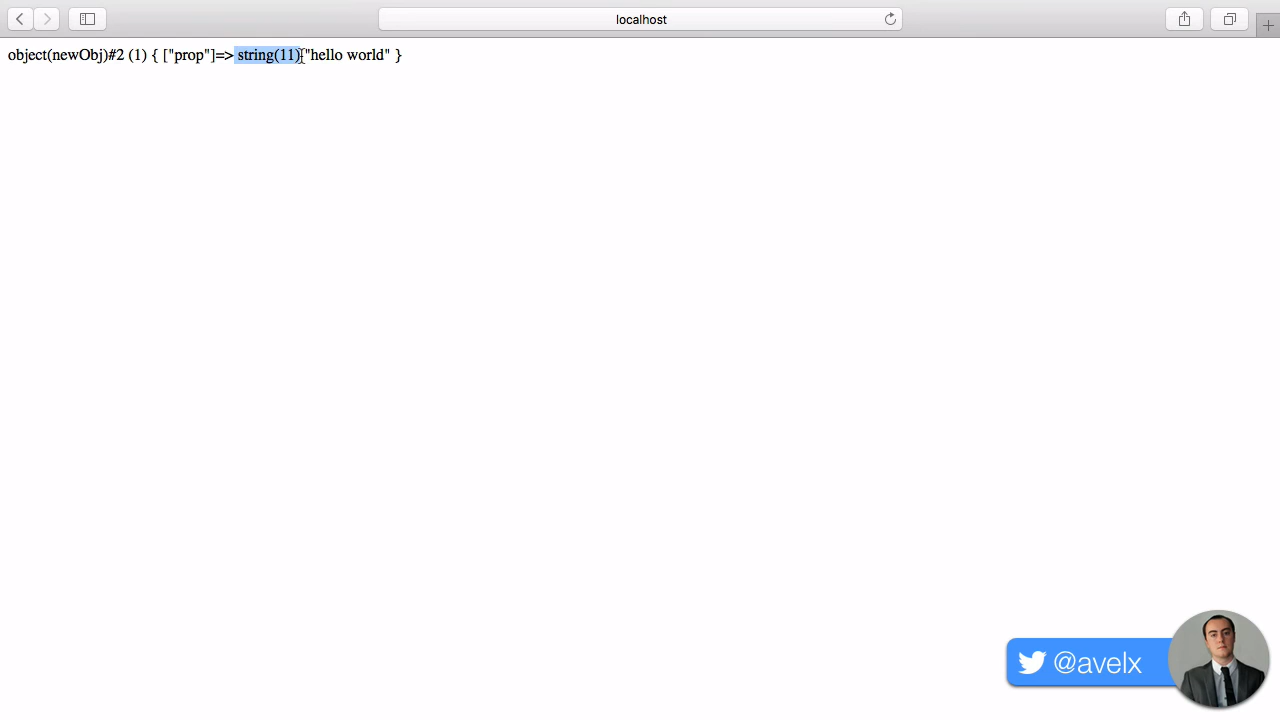 localhost
object(newObj)#2 (1) { ["prop"]=> string(11) "hello world" }
@avelx